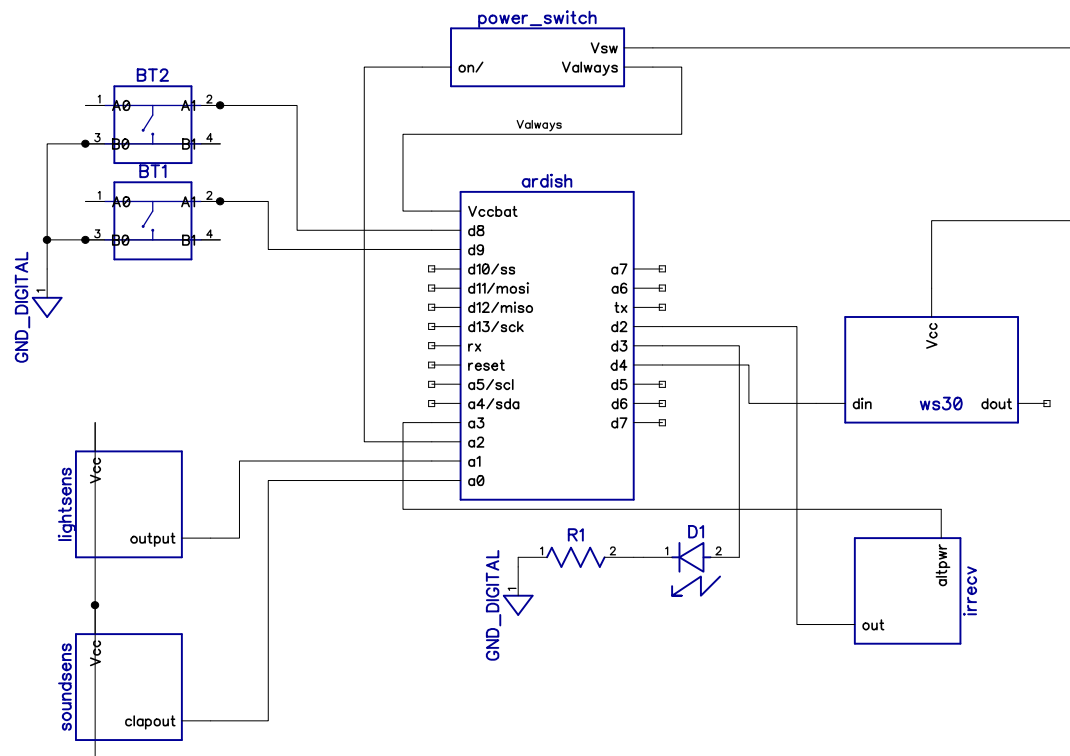 power_switch
Vsw
on/ Valways
Valways
BT2
1 A0 A1 2
3 B0 B1 4
BT1
1 A0 A1 2
3 B0 B1 4
1
GND_DIGITAL
ardish
Vccbat
d8
d9
d10/ss a7
d11/mosi a6
d12/miso tx
d13/sck d2
rx d3
reset d4
a5/scl d5
a4/sda d6
a3 d7
a2
a1
a0
Vcc
din ws30 dout
Vcc
lightsens
output
Vcc
soundsens
clapout
R1
1 2
D1
1 2
1
GND_DIGITAL
altpwr
irrecv
out